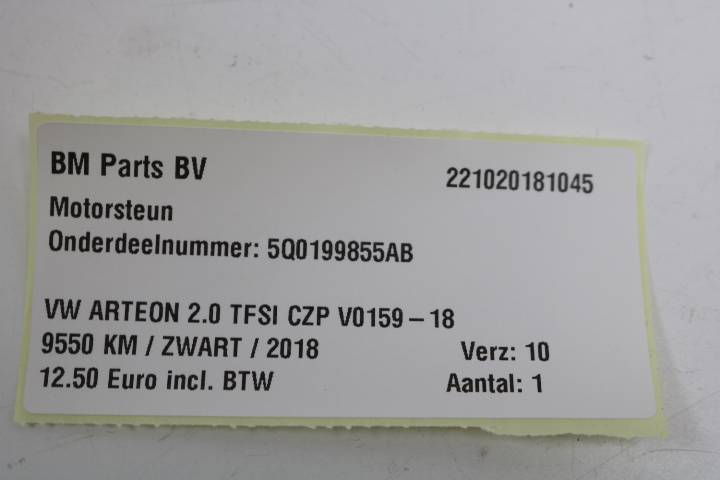 BM Parts BV 221020181045
Motorsteun
Onderdeelnummer: 5Q0199855AB
VW ARTEON 2.0 TFSI CZP V0159 – 18
9550 KM / ZWART / 2018 Verz: 10
12.50 Euro incl. BTW Aantal: 1